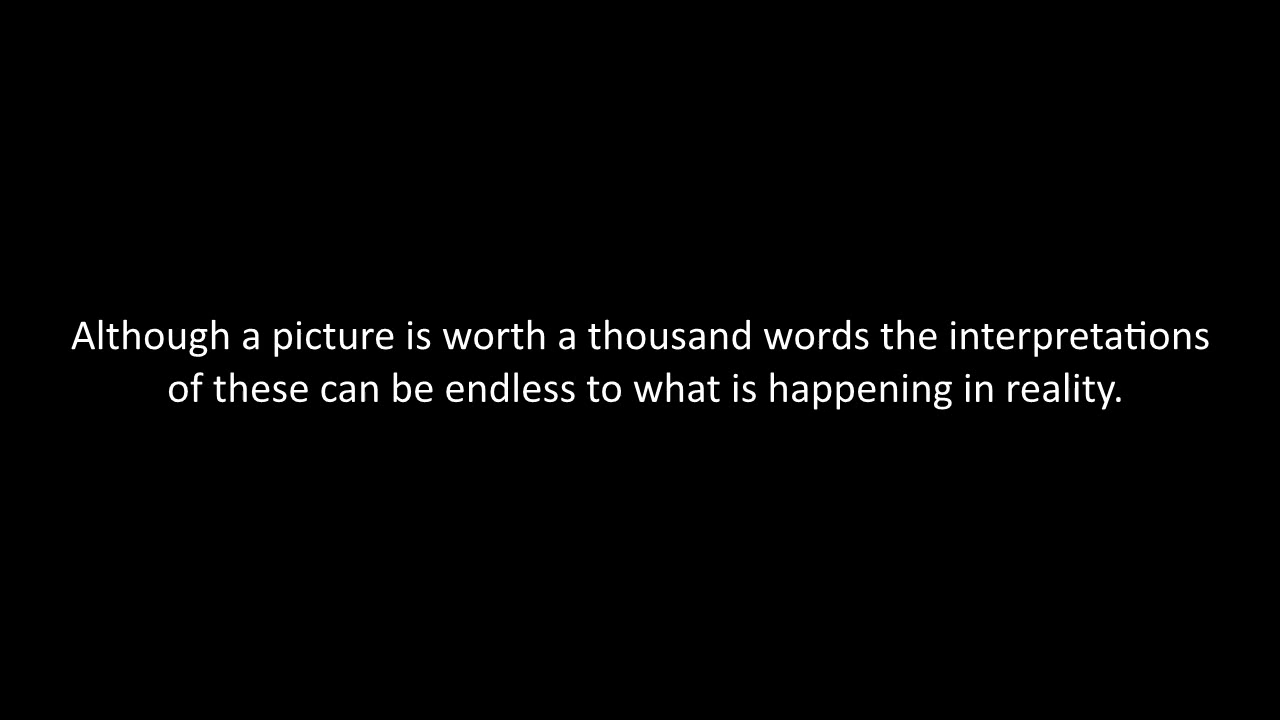 Although a picture is worth a thousand words the interpretations
of these can be endless to what is happening in reality.